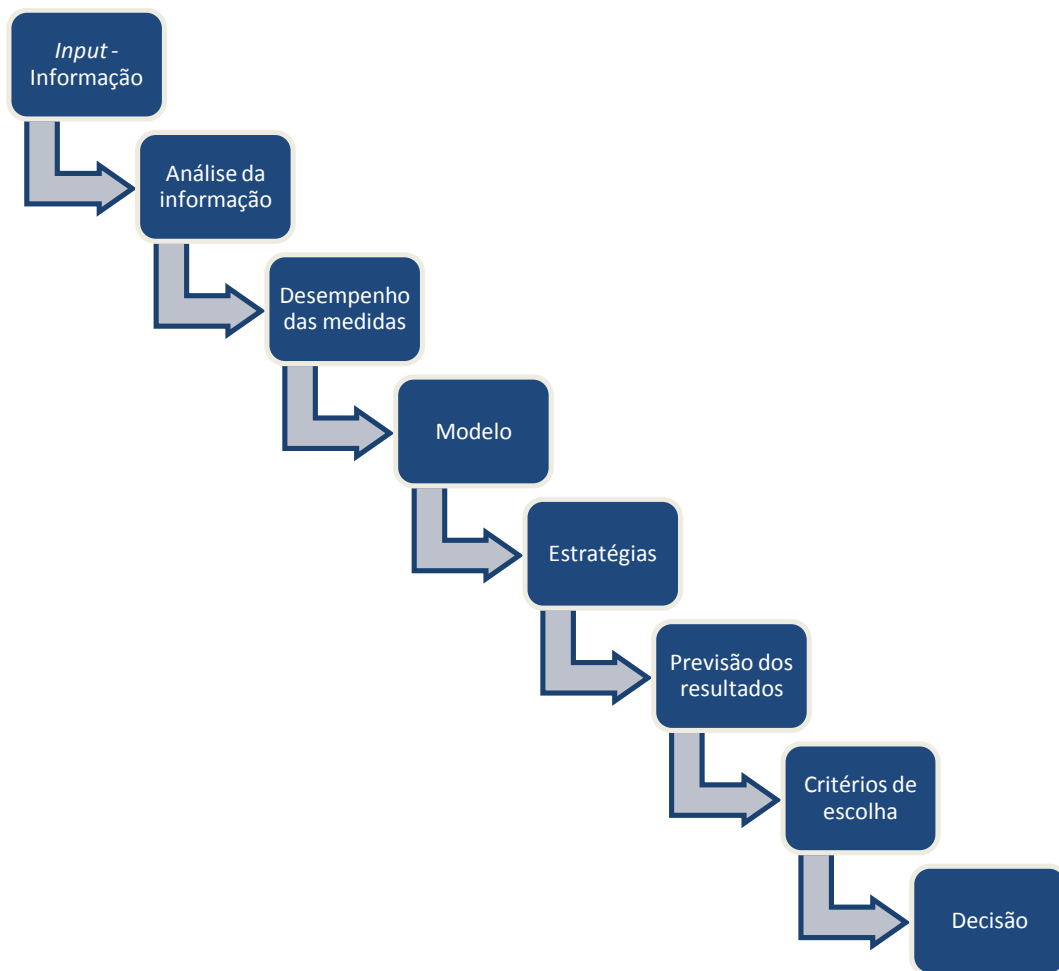 Input -
Informação
Análise da
informação
Desempenho
das medidas
Modelo
Estratégias
Previsão dos
resultados
Critérios de
escolha
Decisão